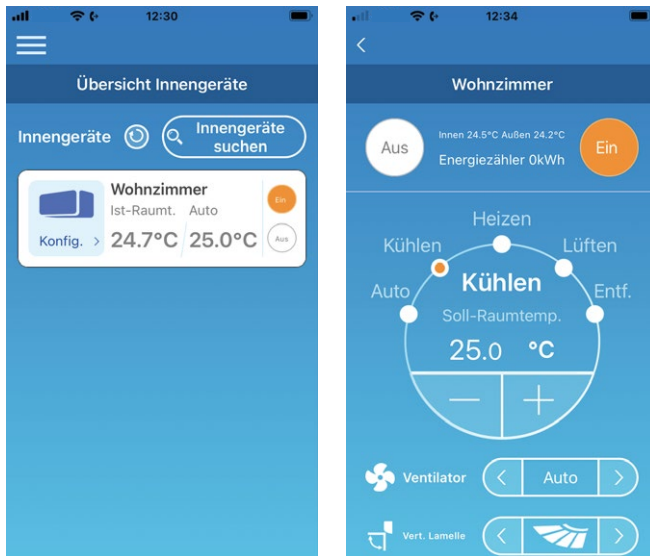 12:30
Übersicht Innengeräte
Innengeräte
Innengeräte
suchen
Wohnzimmer
Ist-Raumt. Auto
Konfig. > 24.7°C 25.0°C
Ein
Aus
12:34
Wohnzimmer
Aus
Innen 24.5°C Außen 24.2°C
Energiezähler 0kWh
Ein
Heizen
Kühlen
Lüften
Auto
Kühlen
Entf.
Soll-Raumtemp.
25.0 °C
Ventilator
Auto
Vert. Lamelle